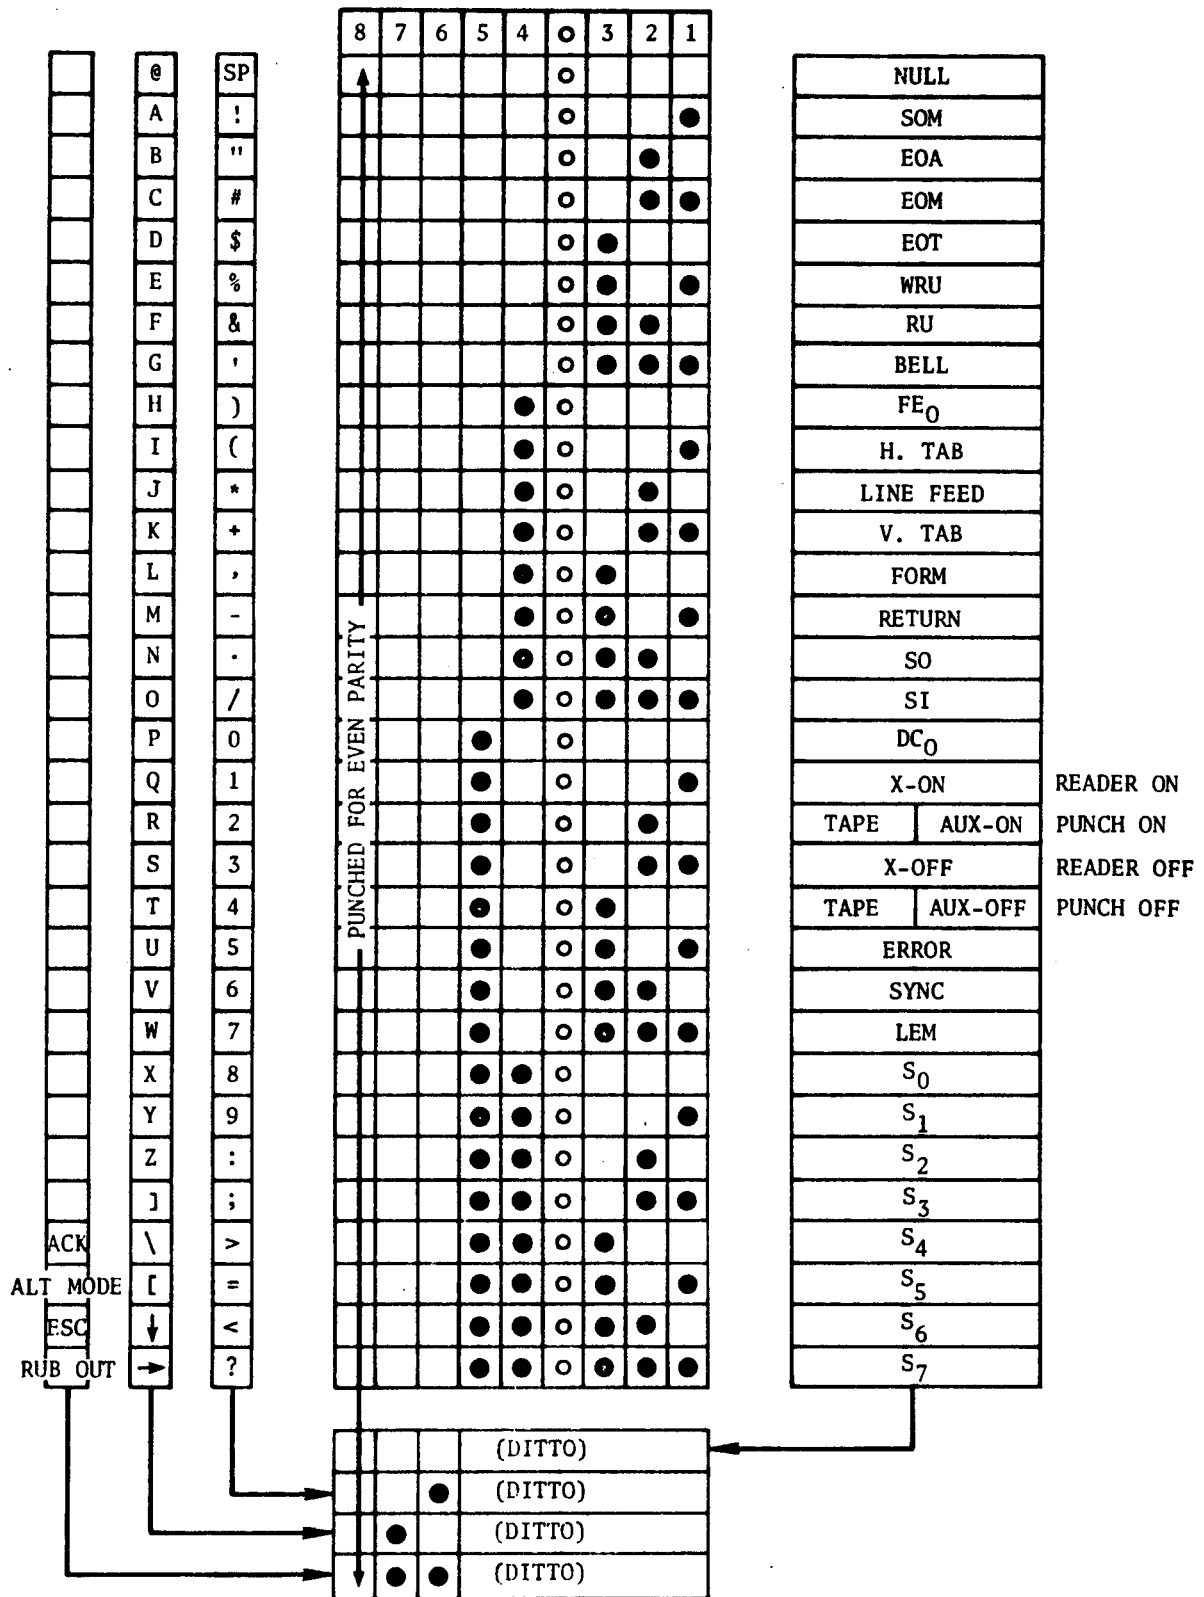 8 7 6 5 4 3 2 1
@ SP NULL
A ! SOM
B " EOA
C # EOM
D $ EOT
E % WRU
F & RU
G ' BELL
H ) FE0
I ( H. TAB
J * LINE FEED
K + V. TAB
L , FORM
M - RETURN
N . SO
O / SI
P 0 DC0
Q 1 X-ON READER ON
R 2 TAPE AUX-ON PUNCH ON
S 3 X-OFF READER OFF
T 4 TAPE AUX-OFF PUNCH OFF
U 5 ERROR
V 6 SYNC
W 7 LEM
X 8 S0
Y 9 S1
Z : S2
] ; S3
ACK \ > S4
ALT MODE [ = S5
ESC ↓ < S6
RUB OUT → ? S7
PUNCHED FOR EVEN PARITY
(DITTO)
(DITTO)
(DITTO)
(DITTO)